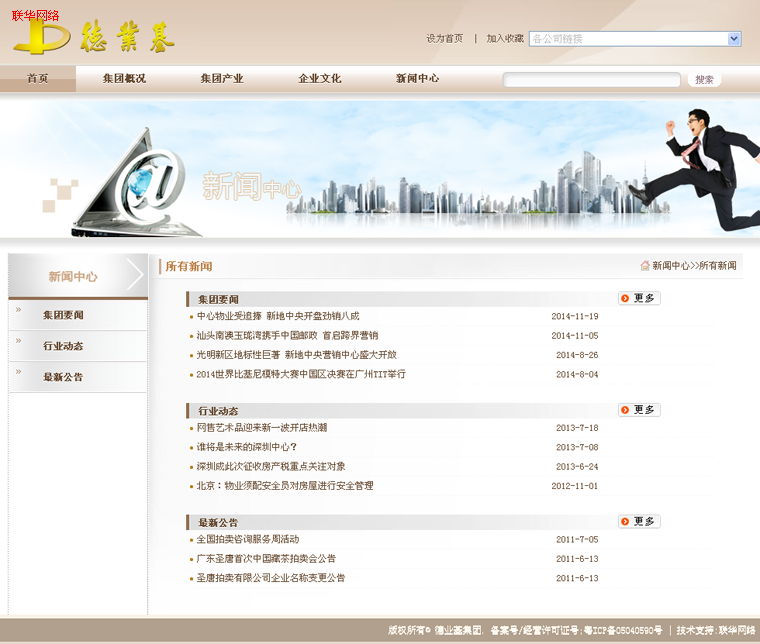 联华网络
德业基
设为首页 | 加入收藏 各公司链接
首页 集团概况 集团产业 企业文化 新闻中心 搜索
@
新闻中心
新闻中心
集团要闻
行业动态
最新公告
所有新闻 新闻中心>>所有新闻
集团要闻 更多
中心物业受追捧 新地中央开盘劲销八成 2014-11-19
汕头南澳玉珑湾携手中国邮政 首启跨界营销 2014-11-05
光明新区地标性巨著 新地中央营销中心盛大开放 2014-8-26
2014世界比基尼模特大赛中国区决赛在广州TIT举行 2014-8-04
行业动态 更多
网售艺术品迎来新一波开店热潮 2013-7-18
谁将是未来的深圳中心？ 2013-7-08
深圳成此次征收房产税重点关注对象 2013-6-24
北京：物业须配安全员对房屋进行安全管理 2012-11-01
最新公告 更多
全国拍卖咨询服务周活动 2011-7-05
广东圣唐首次中国藏茶拍卖会公告 2011-6-13
圣唐拍卖有限公司企业名称变更公告 2011-6-13
版权所有© 德业基集团. 备案号/经营许可证号:粤ICP备05040590号 | 技术支持:联华网络